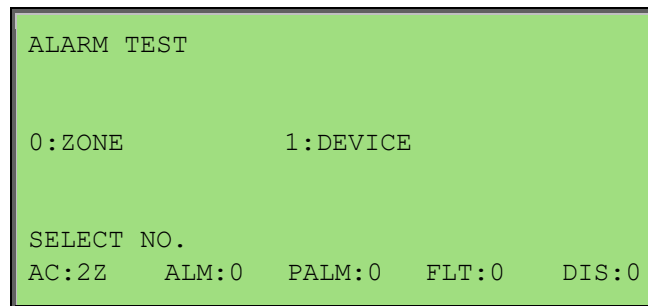 ALARM TEST
0:ZONE 1:DEVICE
SELECT NO.
AC:2Z ALM:0 PALM:0 FLT:0 DIS:0